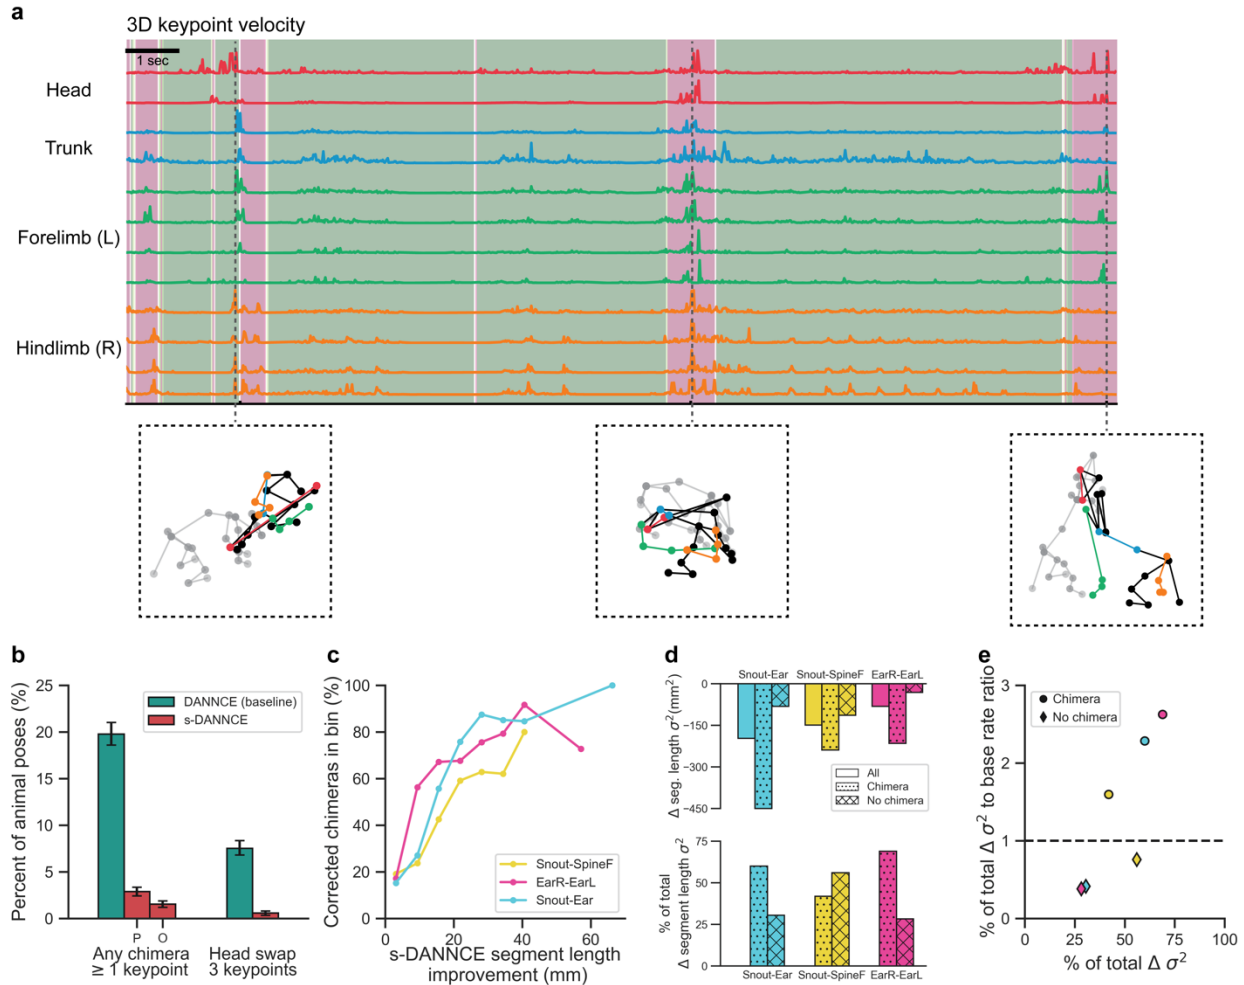 a
3D keypoint velocity
1 sec
Head
Trunk
Forelimb (L)
Hindlimb (R)
b
Percent of animal poses (%)
25
20
15
10
5
0
DANNCE (baseline)
s-DANNCE
P
O
Any chimera
≥ 1 keypoint
Head swap
3 keypoints
c
Corrected chimeras in bin (%)
100
80
60
40
20
0
Snout-SpineF
EarR-EarL
Snout-Ear
0
20
40
60
s-DANNCE segment length
improvement (mm)
d
Snout-Ear
Snout-SpineF
EarR-EarL
Δ seg. length σ² (mm²)
0
−150
−300
−450
All
Chimera
No chimera
% of total
Δ segment length σ²
75
50
25
0
Snout-Ear
Snout-SpineF
EarR-EarL
e
% of total Δ σ² to base rate ratio
3
2
1
0
Chimera
No chimera
0
25
50
75
100
% of total Δ σ²